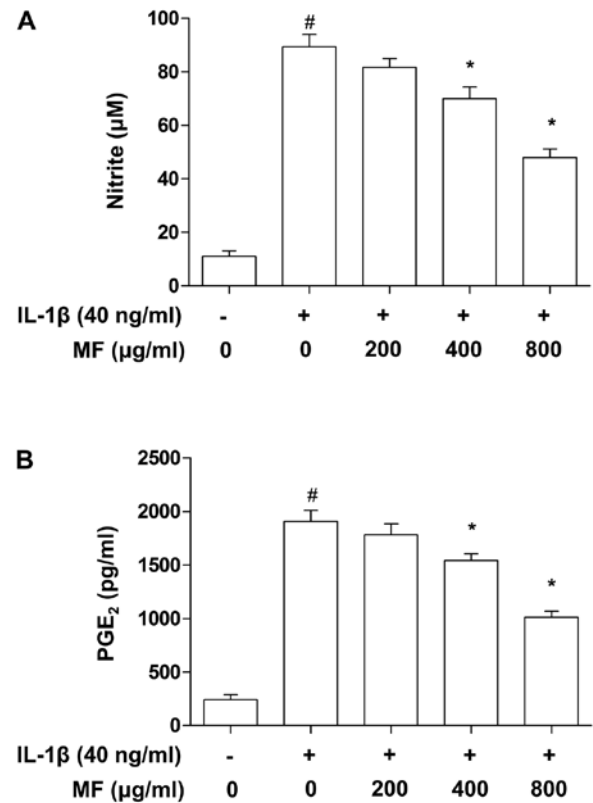 A
Nitrite (µM)
100
80
60
40
20
0
#
*
*
IL-1β (40 ng/ml) - + + + +
MF (µg/ml) 0 0 200 400 800
B
PGE₂ (pg/ml)
2500
2000
1500
1000
500
0
#
*
*
IL-1β (40 ng/ml) - + + + +
MF (µg/ml) 0 0 200 400 800